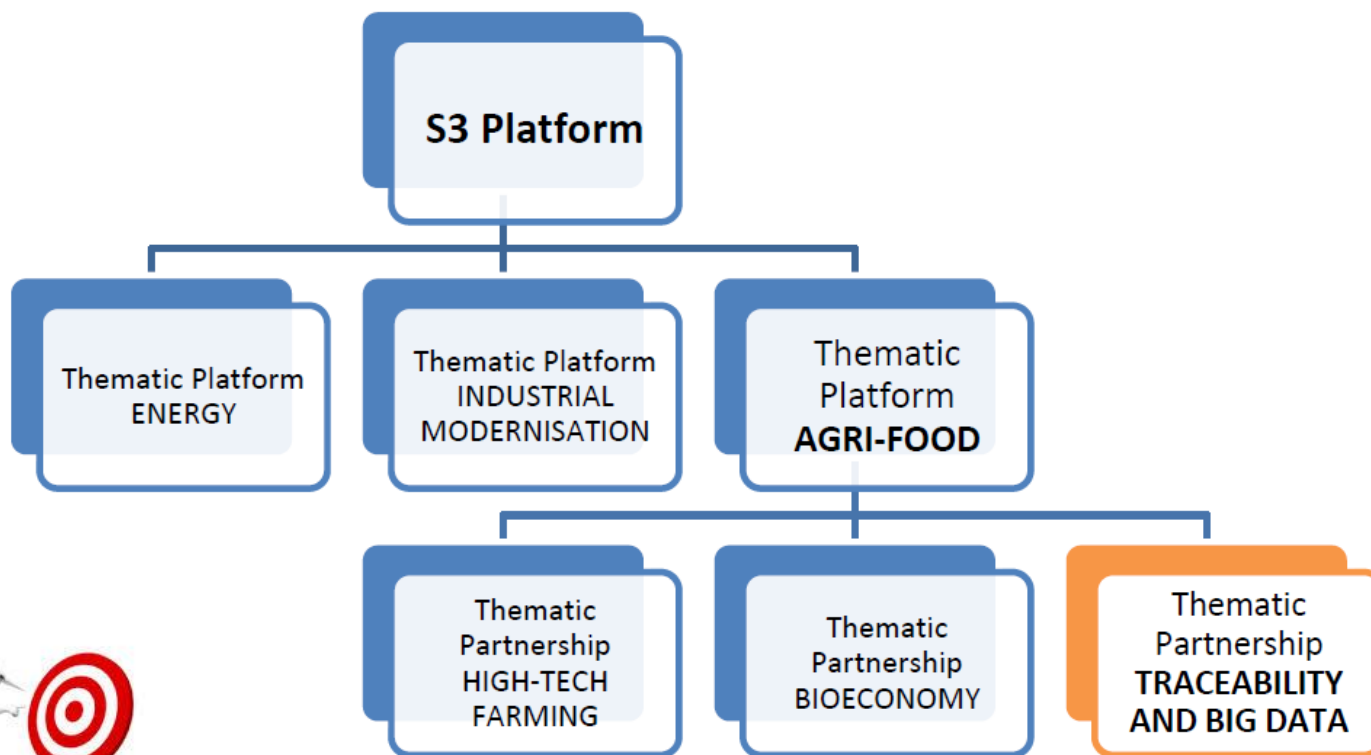 S3 Platform
Thematic Platform
ENERGY
Thematic Platform
INDUSTRIAL
MODERNISATION
Thematic
Platform
AGRI-FOOD
Thematic
Partnership
HIGH-TECH
FARMING
Thematic
Partnership
BIOECONOMY
Thematic
Partnership
TRACEABILITY
AND BIG DATA